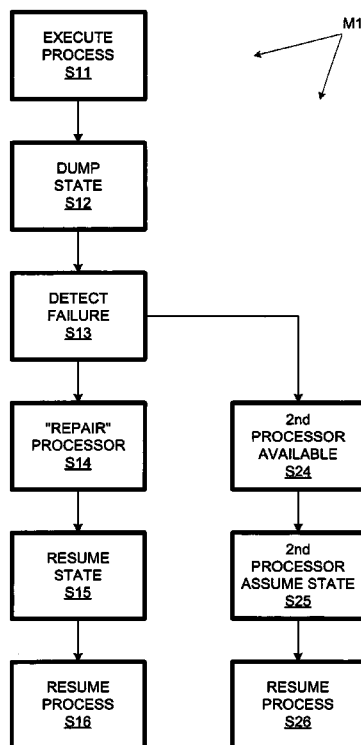 M1
EXECUTE
PROCESS
S11
DUMP
STATE
S12
DETECT
FAILURE
S13
"REPAIR"
PROCESSOR
S14
2nd
PROCESSOR
AVAILABLE
S24
RESUME
STATE
S15
2nd
PROCESSOR
ASSUME STATE
S25
RESUME
PROCESS
S16
RESUME
PROCESS
S26